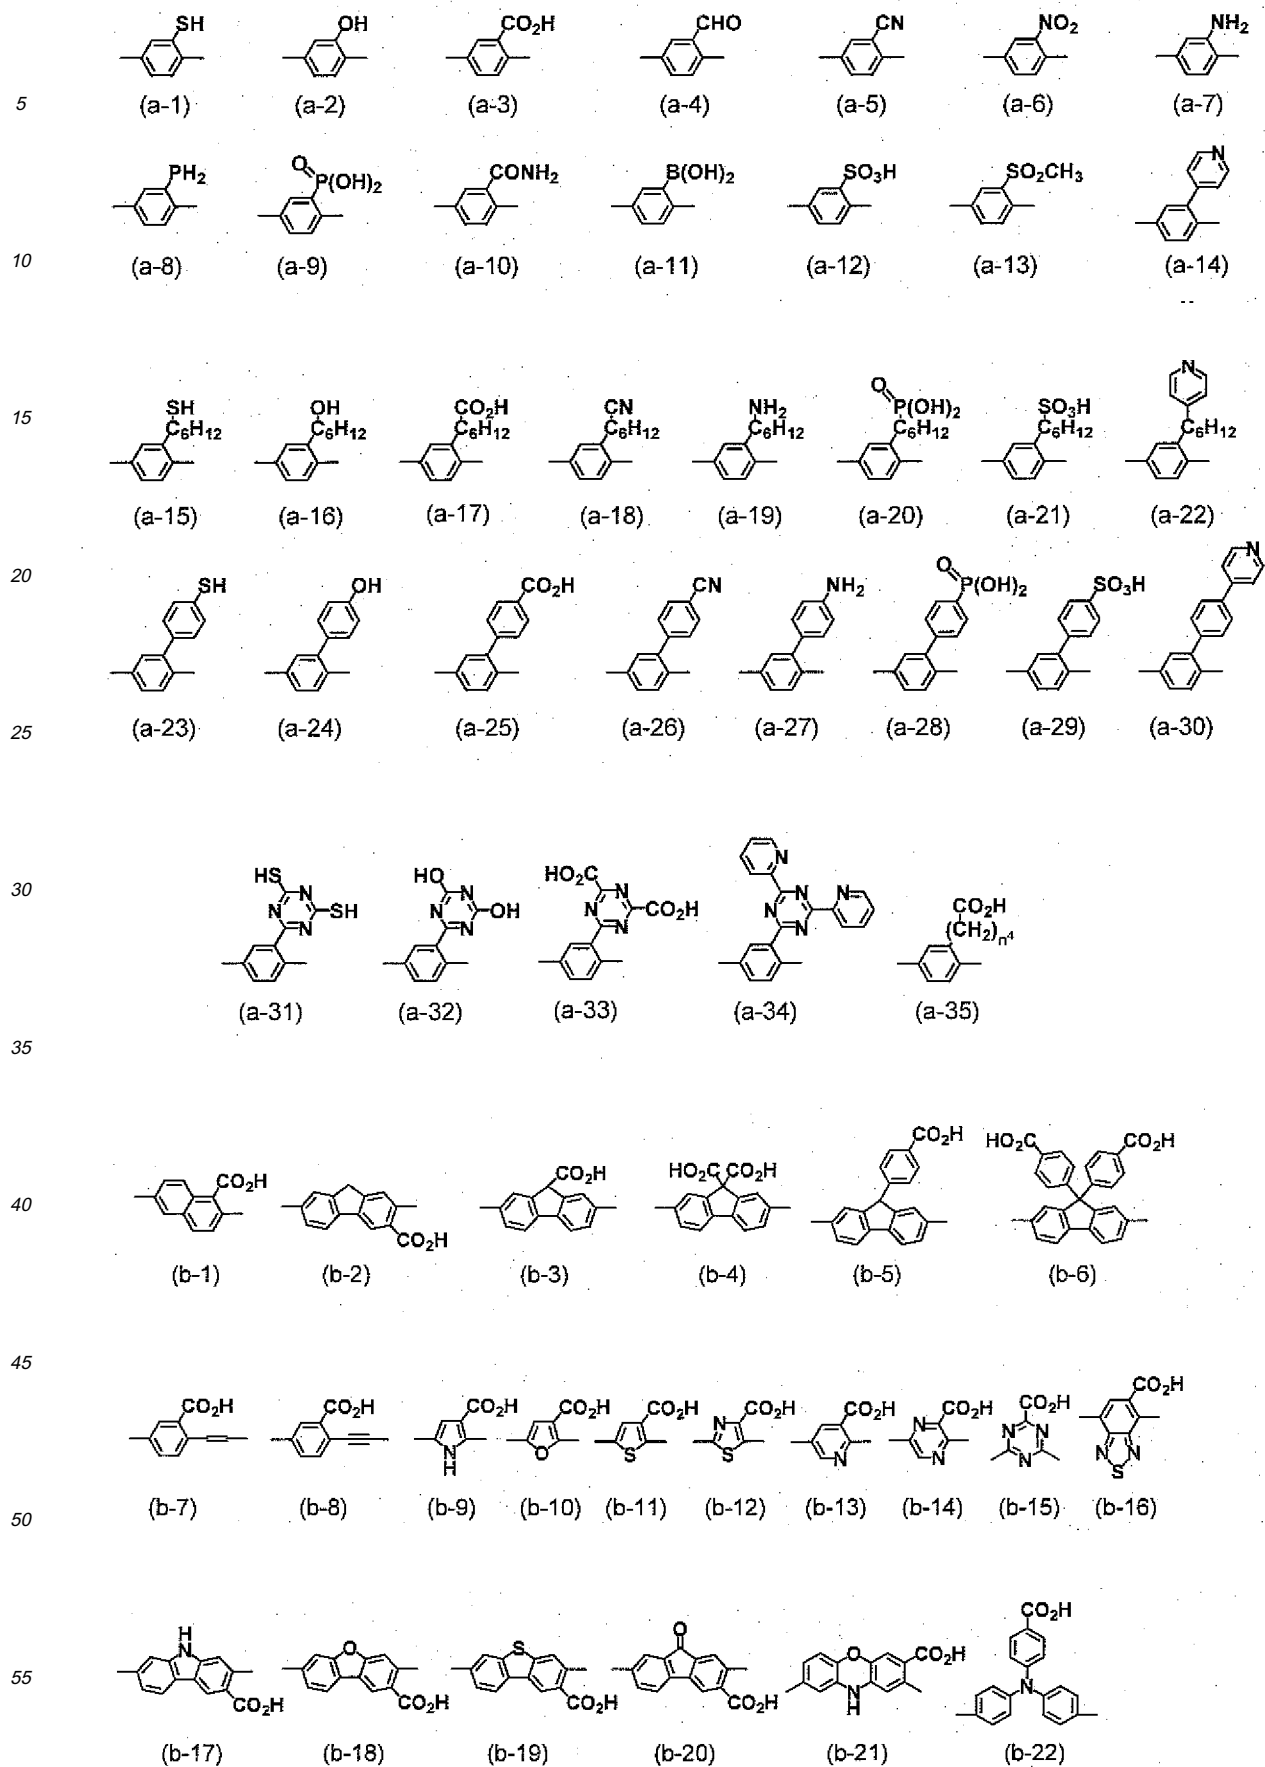 SH OH CO2H CHO CN NO2 NH2
5 (a-1) (a-2) (a-3) (a-4) (a-5) (a-6) (a-7)
PH2 O P(OH)2 CONH2 B(OH)2 SO3H SO2CH3 N
10 (a-8) (a-9) (a-10) (a-11) (a-12) (a-13) (a-14)
SH OH CO2H CN NH2 O P(OH)2 SO3H N
15 C6H12 C6H12 C6H12 C6H12 C6H12 C6H12 C6H12 C6H12
(a-15) (a-16) (a-17) (a-18) (a-19) (a-20) (a-21) (a-22)
20 SH OH CO2H CN NH2 O P(OH)2 SO3H N
25 (a-23) (a-24) (a-25) (a-26) (a-27) (a-28) (a-29) (a-30)
30 HS N N SH N HO N N OH N HO2C N N CO2H N N N N N N CO2H (CH2)n4
(a-31) (a-32) (a-33) (a-34) (a-35)
35
40 CO2H CO2H CO2H HO2C CO2H CO2H HO2C CO2H
(b-1) (b-2) (b-3) (b-4) (b-5) (b-6)
45
CO2H CO2H CO2H CO2H CO2H CO2H CO2H CO2H CO2H CO2H
N H O S N S N N N N N N N N S
(b-7) (b-8) (b-9) (b-10) (b-11) (b-12) (b-13) (b-14) (b-15) (b-16)
50
55 H N CO2H O CO2H S CO2H O CO2H O N H CO2H CO2H N
(b-17) (b-18) (b-19) (b-20) (b-21) (b-22)